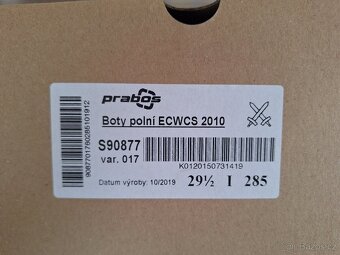 prabos
Boty polní ECWCS 2010
S90877
var. 017
K0120150731419
Datum výroby: 10/2019
29½ I 285